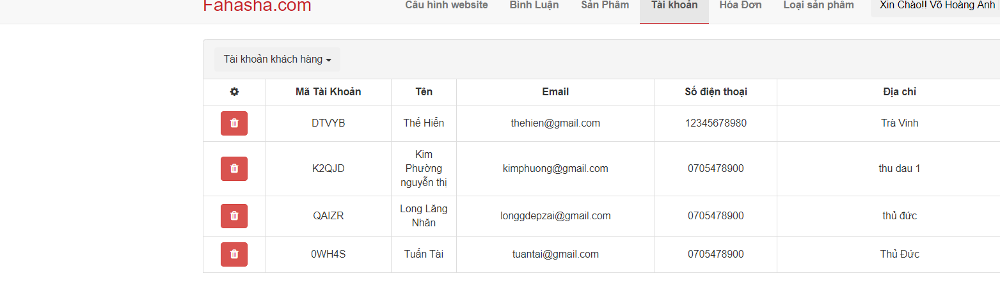 Fahasha.com Câu hình website Bình Luận Sản Phẩm Tài khoản Hóa Đơn Loại sản phẩm Xin Chào!! Võ Hoàng Anh
Tài khoản khách hàng
Mã Tài Khoản Tên Email Số điện thoại Địa chỉ
DTVYB Thế Hiển thehien@gmail.com 12345678980 Trà Vinh
Kim
K2QJD Phường kimphuong@gmail.com 0705478900 thu dau 1
nguyễn thị
Long Lăng
QAIZR longgdepzai@gmail.com 0705478900 thủ đức
Nhăn
0WH4S Tuấn Tài tuantai@gmail.com 0705478900 Thủ Đức